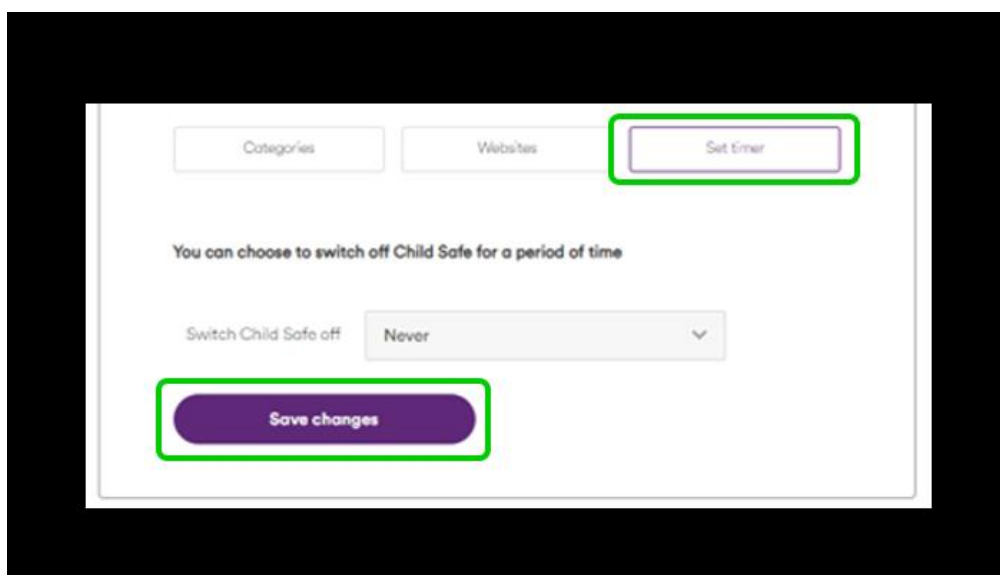 Categories Websites Set timer
You can choose to switch off Child Safe for a period of time
Switch Child Safe off Never
Save changes